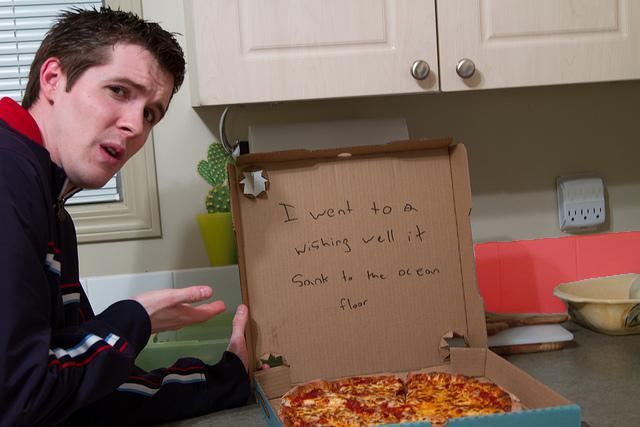 I went to a
wishing well it
Sank to the ocean
floor